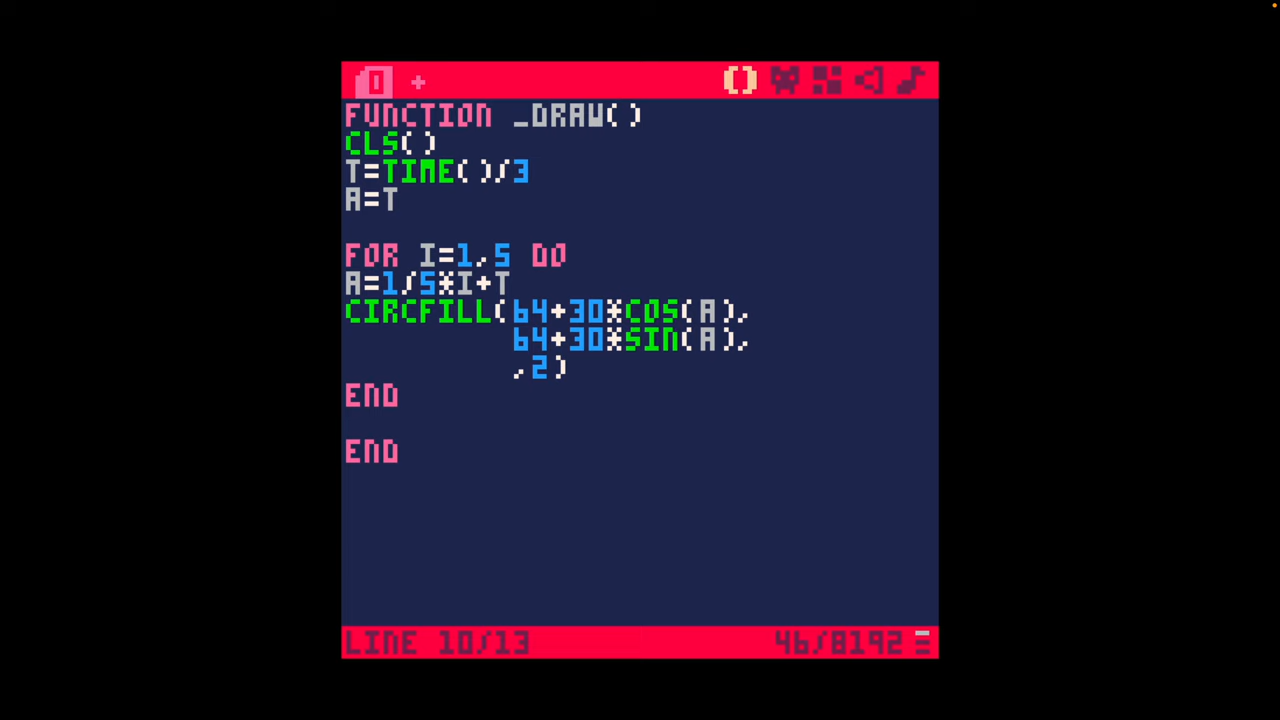 0 +
FUNCTION _DRAW()
CLS()
T=TIME()/3
A=T
FOR I=1,5 DO
A=1/5*I+T
CIRCFILL(64+30*COS(A),
64+30*SIN(A),
,2)
END
END
LINE 10/13 46/8192